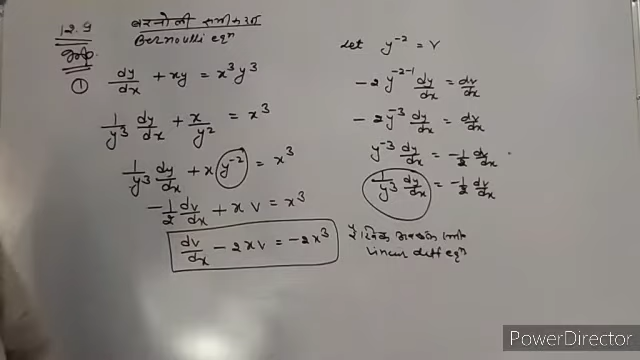 12.9
बरनौली समीकरण
Bernoulli eqⁿ
Imp.
①
dy/dx + xy = x³y³
1/y³ dy/dx + x/y² = x³
1/y³ dy/dx + x y⁻² = x³
-1/2 dv/dx + x v = x³
dv/dx - 2xv = -2x³
Let y⁻² = v
-2 y⁻²⁻¹ dy/dx = dv/dx
-2 y⁻³ dy/dx = dv/dx
y⁻³ dy/dx = -1/2 dv/dx
1/y³ dy/dx = -1/2 dv/dx
linear diff eqⁿ
PowerDirector